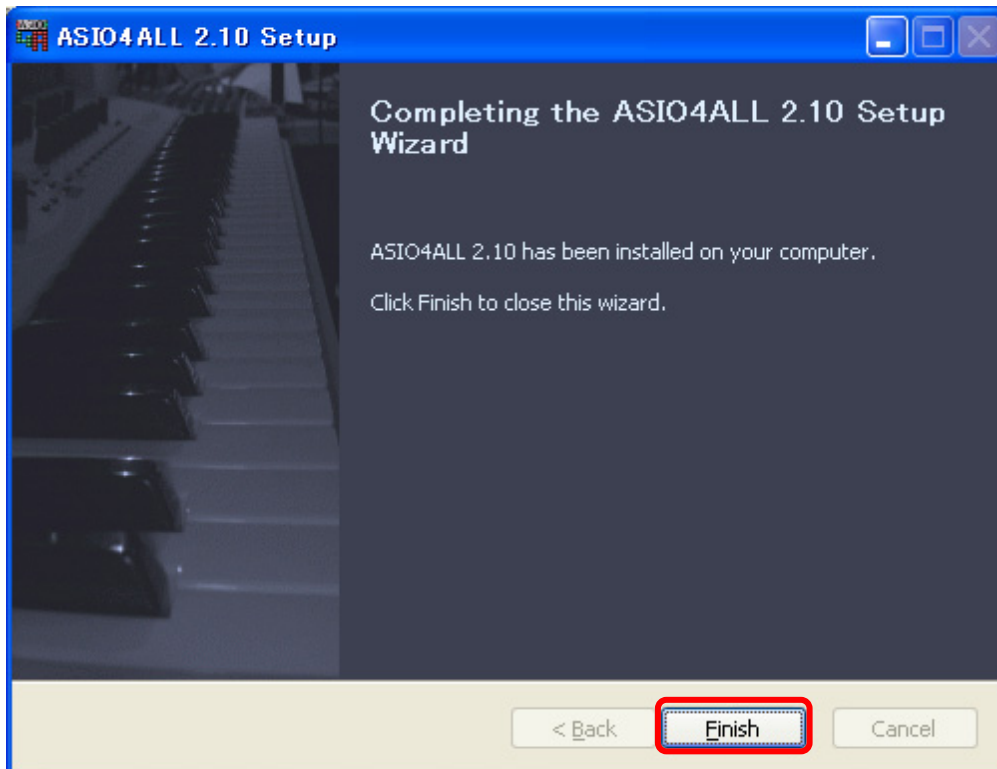 ASIO4ALL 2.10 Setup
Completing the ASIO4ALL 2.10 Setup
Wizard
ASIO4ALL 2.10 has been installed on your computer.
Click Finish to close this wizard.
< Back Finish Cancel